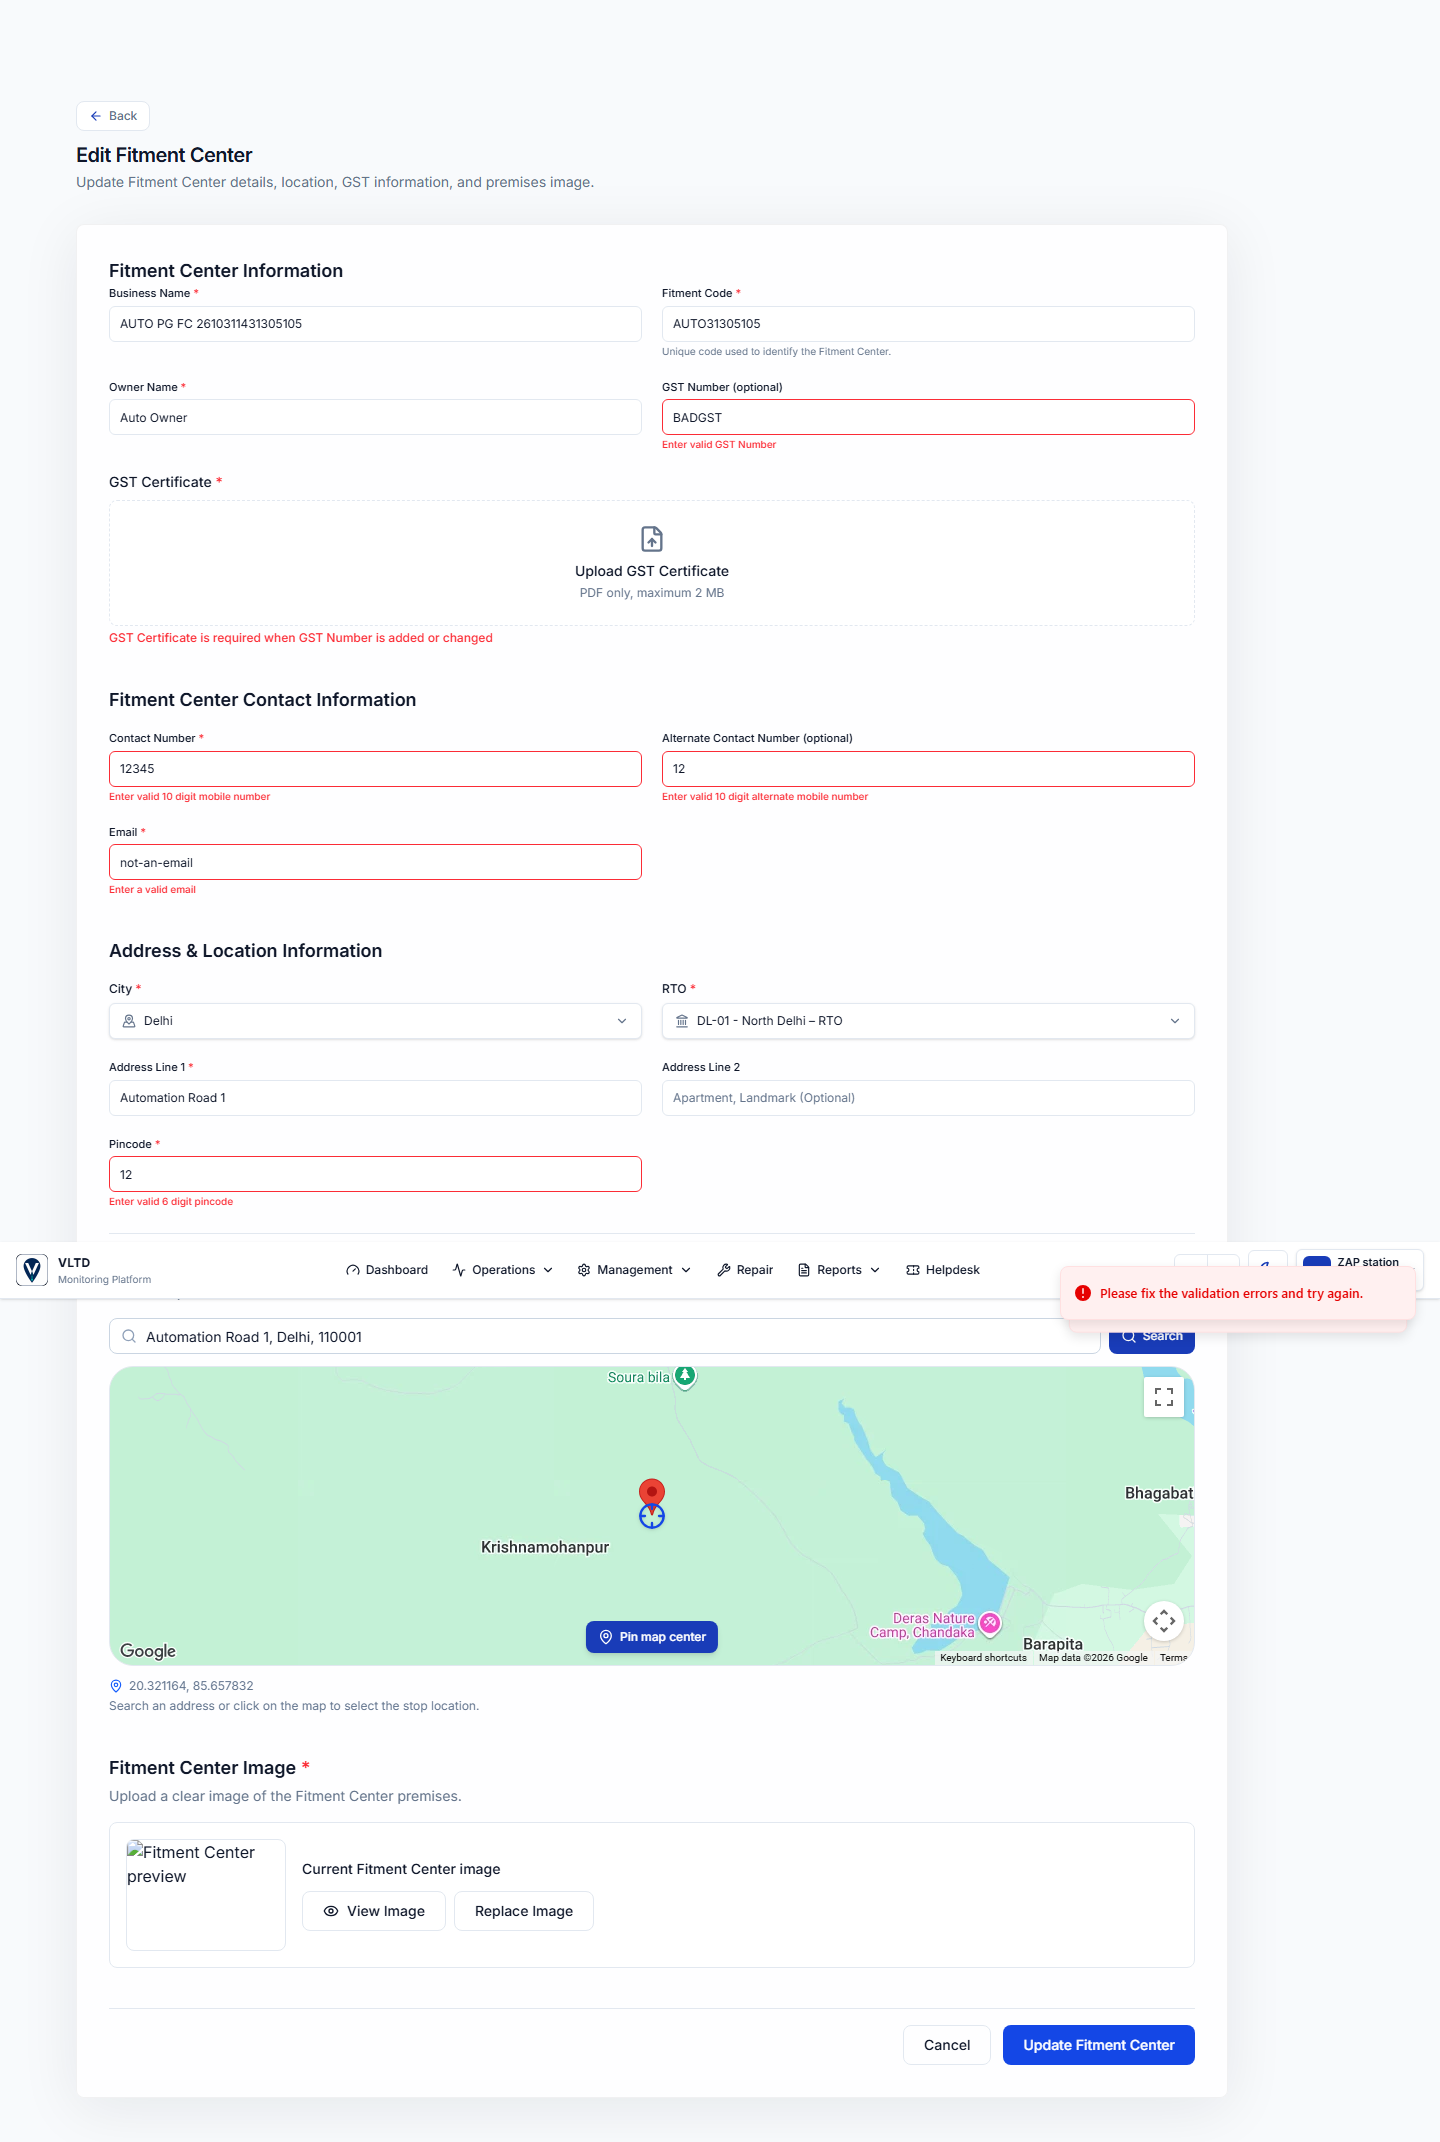 Back
Edit Fitment Center
Update Fitment Center details, location, GST information, and premises image.
Fitment Center Information
Business Name *
Fitment Code *
AUTO PG FC 2610311431305105
AUTO31305105
Unique code used to identify the Fitment Center.
Owner Name *
GST Number (optional)
Auto Owner
BADGST
Enter valid GST Number
GST Certificate *
Upload GST Certificate
PDF only, maximum 2 MB
GST Certificate is required when GST Number is added or changed
Fitment Center Contact Information
Contact Number *
Alternate Contact Number (optional)
12345
12
Enter valid 10 digit mobile number
Enter valid 10 digit alternate mobile number
Email *
not-an-email
Enter a valid email
Address & Location Information
City *
RTO *
Delhi
DL-01 - North Delhi – RTO
Address Line 1 *
Address Line 2
Automation Road 1
Apartment, Landmark (Optional)
Pincode *
12
Enter valid 6 digit pincode
VLTD
Monitoring Platform
Dashboard
Operations
Management
Repair
Reports
Helpdesk
ZAP station
Please fix the validation errors and try again.
Automation Road 1, Delhi, 110001
Search
Soura bila
Bhagabat
Krishnamohanpur
Deras Nature
Camp, Chandaka
Barapita
Pin map center
Google
Keyboard shortcuts
Map data ©2026 Google
Terms
20.321164, 85.657832
Search an address or click on the map to select the stop location.
Fitment Center Image *
Upload a clear image of the Fitment Center premises.
Fitment Center
preview
Current Fitment Center image
View Image
Replace Image
Cancel
Update Fitment Center